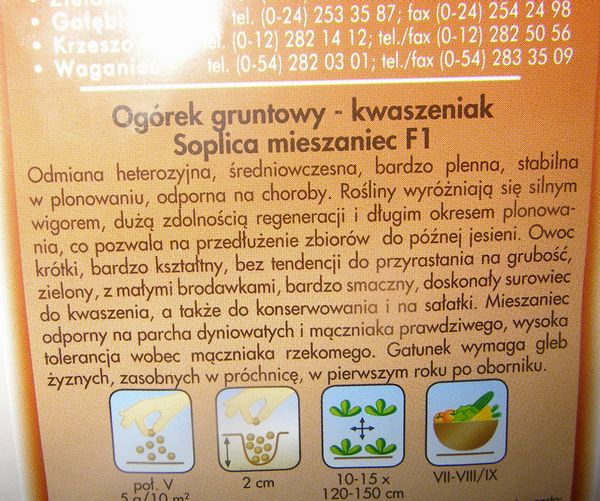 tel. (0-24) 253 35 87; fax (0-24) 254 24 98
• Krzeszo tel. (0-12) 282 14 12; tel./fax (0-12) 282 50 56
• Waganie tel. (0-54) 282 03 01; tel./fax (0-54) 283 35 09
Ogórek gruntowy - kwaszeniak
Soplica mieszaniec F1
Odmiana heterozyjna, średniowczesna, bardzo plenna, stabilna
w plonowaniu, odporna na choroby. Rośliny wyróżniają się silnym
wigorem, dużą zdolnością regeneracji i długim okresem plonowa-
nia, co pozwala na przedłużenie zbiorów do późnej jesieni. Owoc
krótki, bardzo kształtny, bez tendencji do przyrastania na grubość,
zielony, z małymi brodawkami, bardzo smaczny, doskonały surowiec
do kwaszenia, a także do konserwowania i na sałatki. Mieszaniec
odporny na parcha dyniowatych i mączniaka prawdziwego, wysoka
tolerancja wobec mączniaka rzekomego. Gatunek wymaga gleb
żyznych, zasobnych w próchnicę, w pierwszym roku po oborniku.
poł. V
5 g/10 m²
2 cm
10-15 x
120-150 cm
VII-VIII/IX